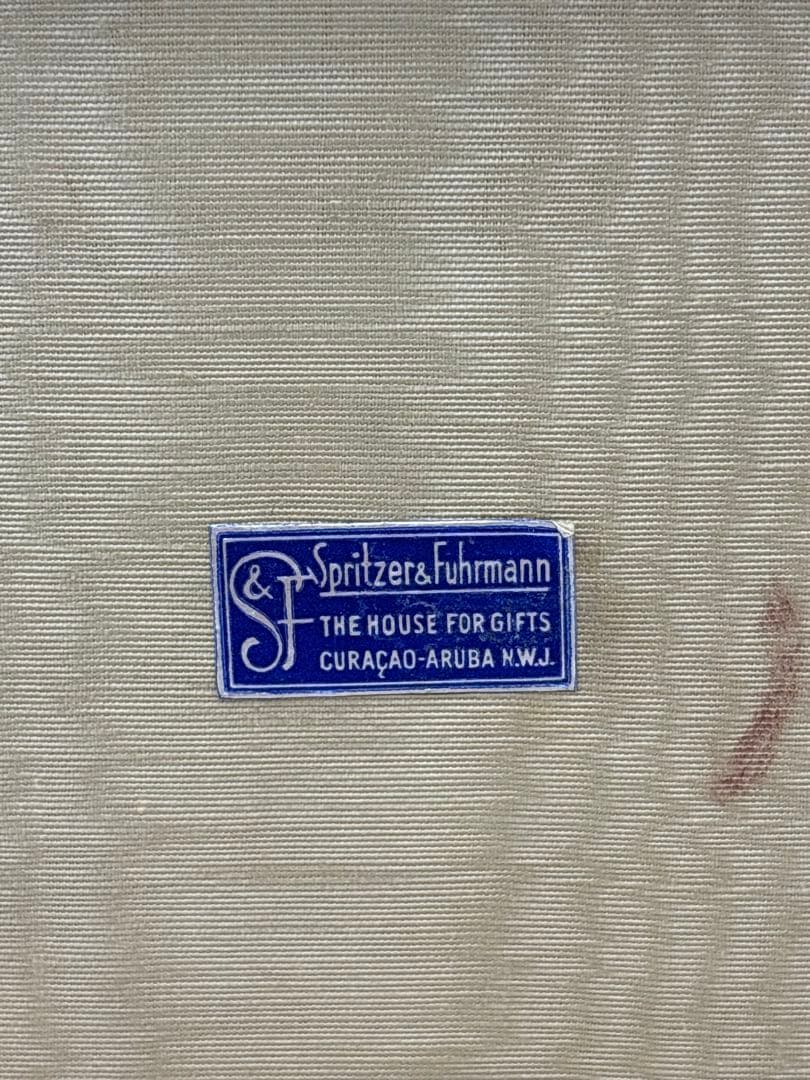 S&F Spritzer&Fuhrmann
THE HOUSE FOR GIFTS
CURAÇAO-ARUBA N.W.J.